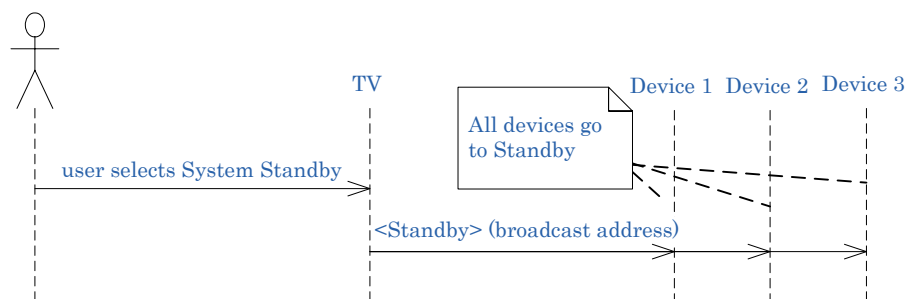 TV
Device 1 Device 2 Device 3
All devices go
to Standby
user selects System Standby
<Standby> (broadcast address)